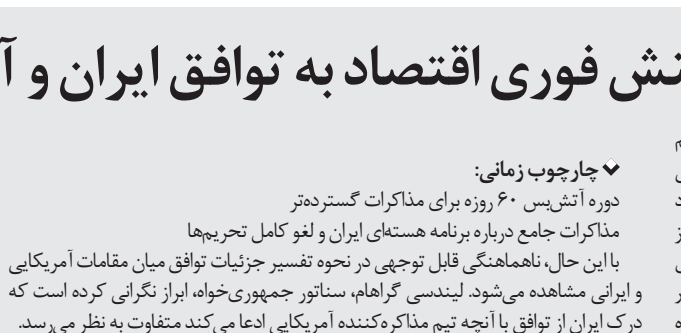 نش فوری اقتصاد به توافق ایران و آ
چارچوب زمانی:
دوره آتش‌بس ۶۰ روزه برای مذاکرات گسترده‌تر
مذاکرات جامع درباره برنامه هسته‌ای ایران و لغو کامل تحریم‌ها
با این حال، ناهماهنگی قابل توجهی در نحوه تفسیر جزئیات توافق میان مقامات آمریکایی
و ایرانی مشاهده می‌شود. لیندسی گراهام، سناتور جمهوری‌خواه، ابراز نگرانی کرده است که
درک ایران از توافق با آنچه تیم مذاکره‌کننده آمریکایی ادعا می‌کند متفاوت به نظر می‌رسد.